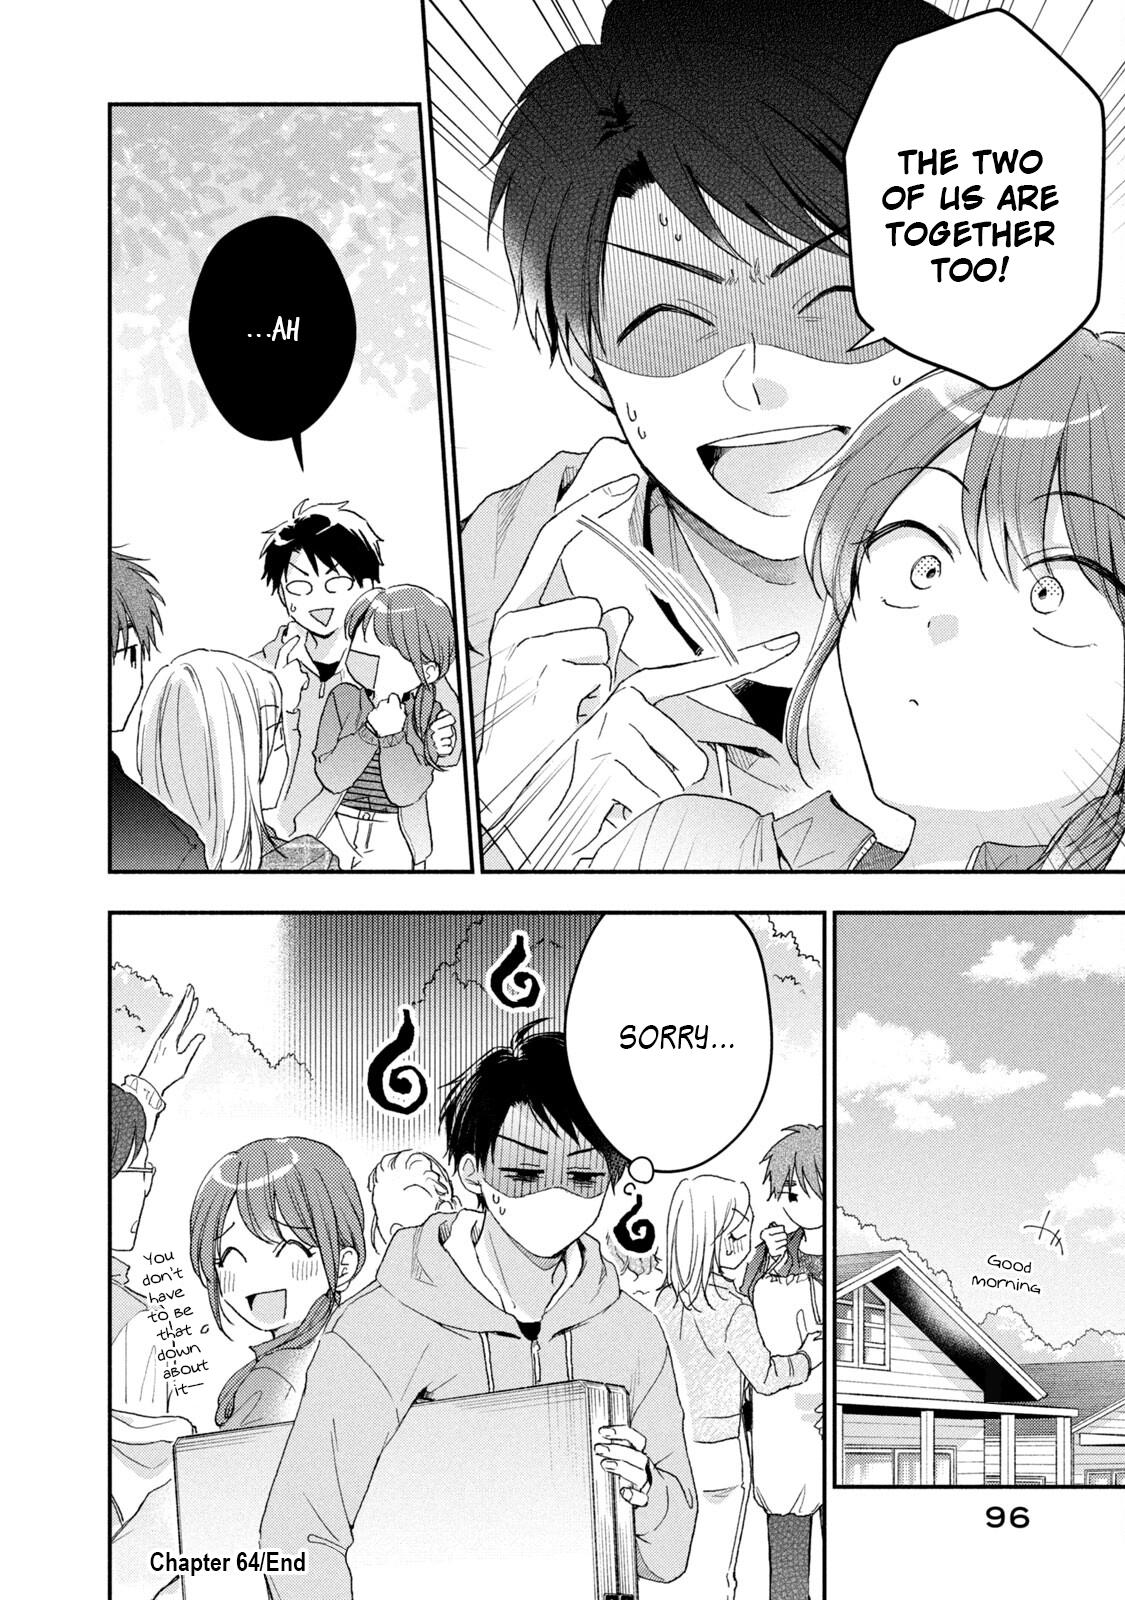 THE TWO
OF US ARE
TOGETHER
TOO!
...AH
Good
morning
SORRY...
You
don't
have
to be
that
down
about
it—
Chapter 64/End
96